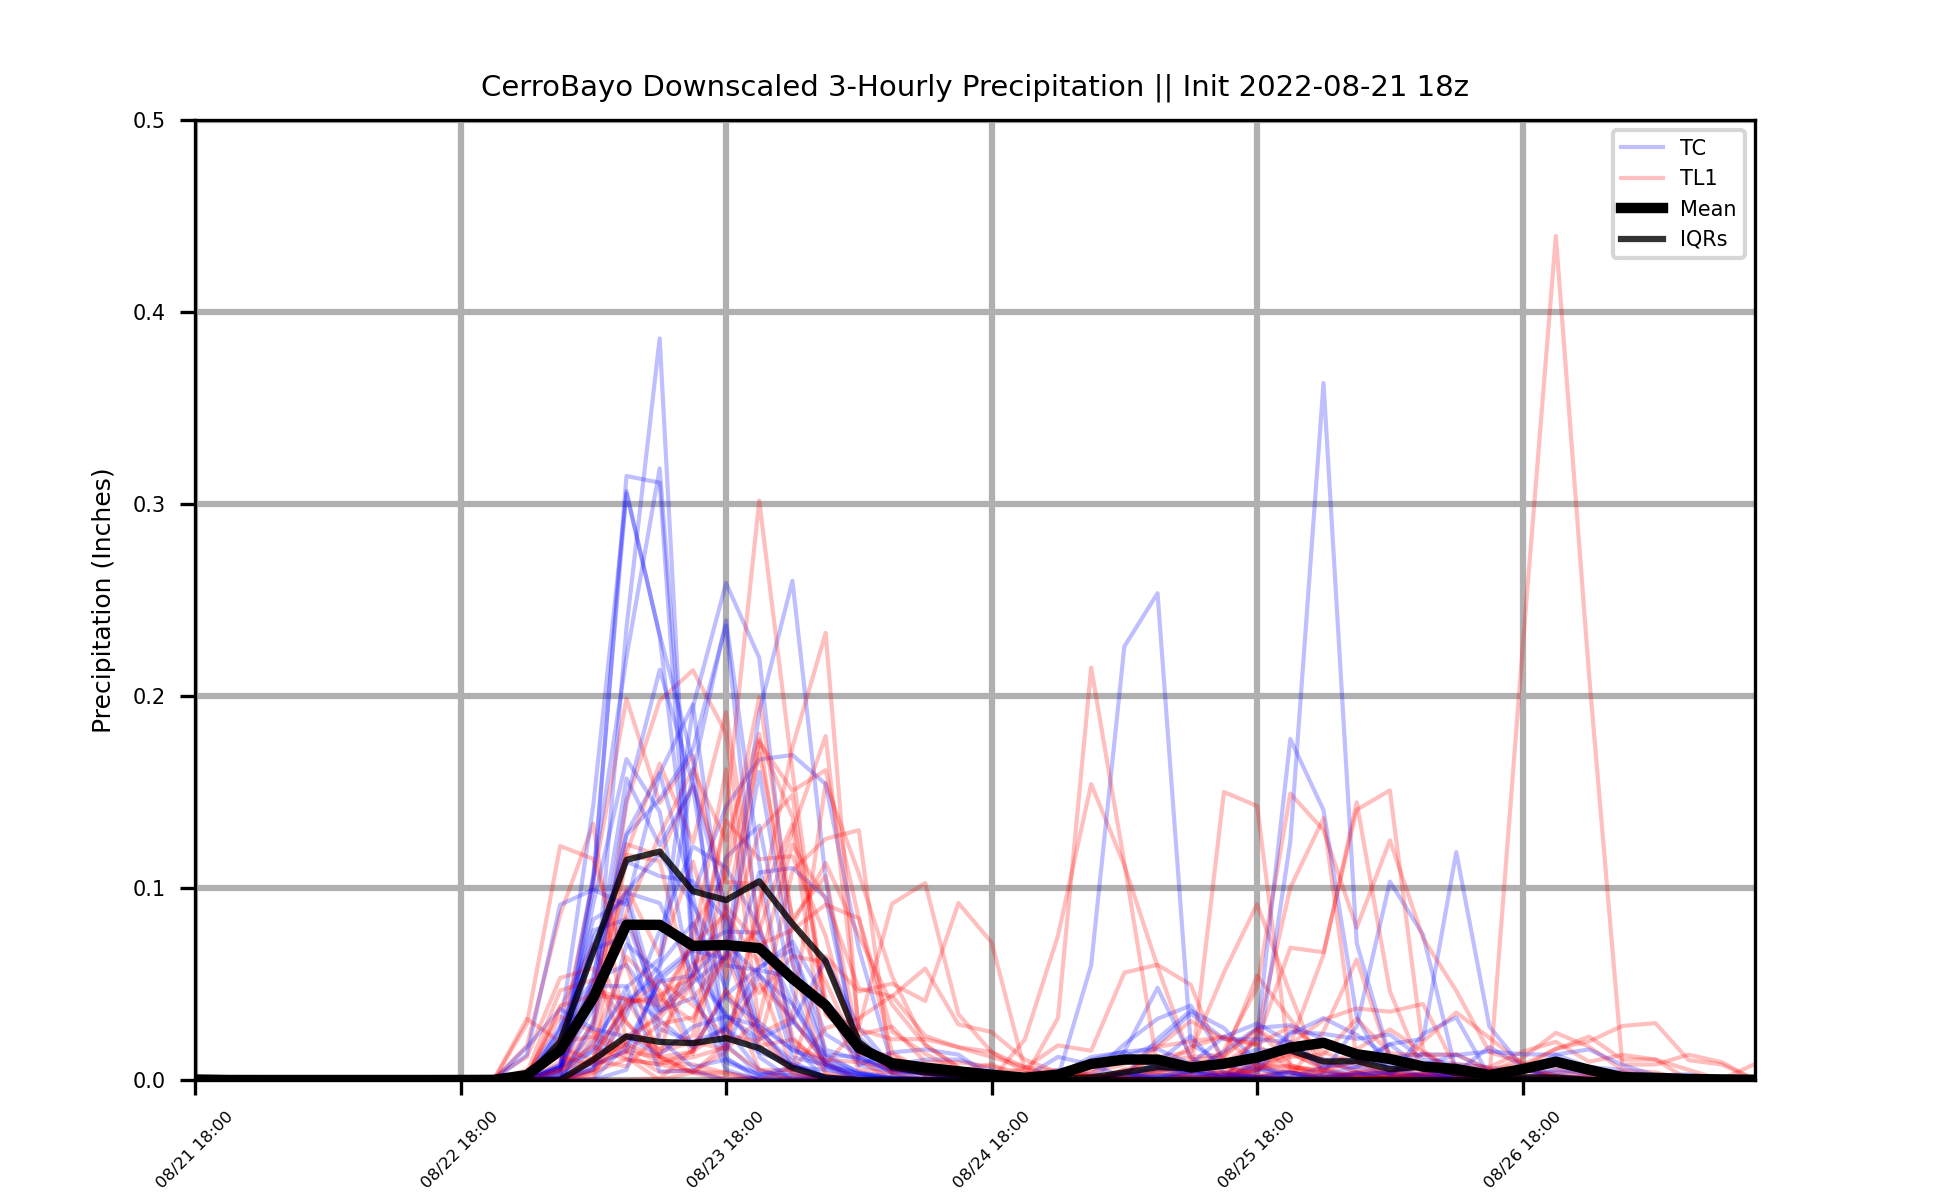 CerroBayo Downscaled 3-Hourly Precipitation || Init 2022-08-21 18z
0.5
0.4
0.3
0.2
0.1
0.0
Precipitation (Inches)
TC
TL1
Mean
IQRs
08/21 18:00
08/22 18:00
08/23 18:00
08/24 18:00
08/25 18:00
08/26 18:00